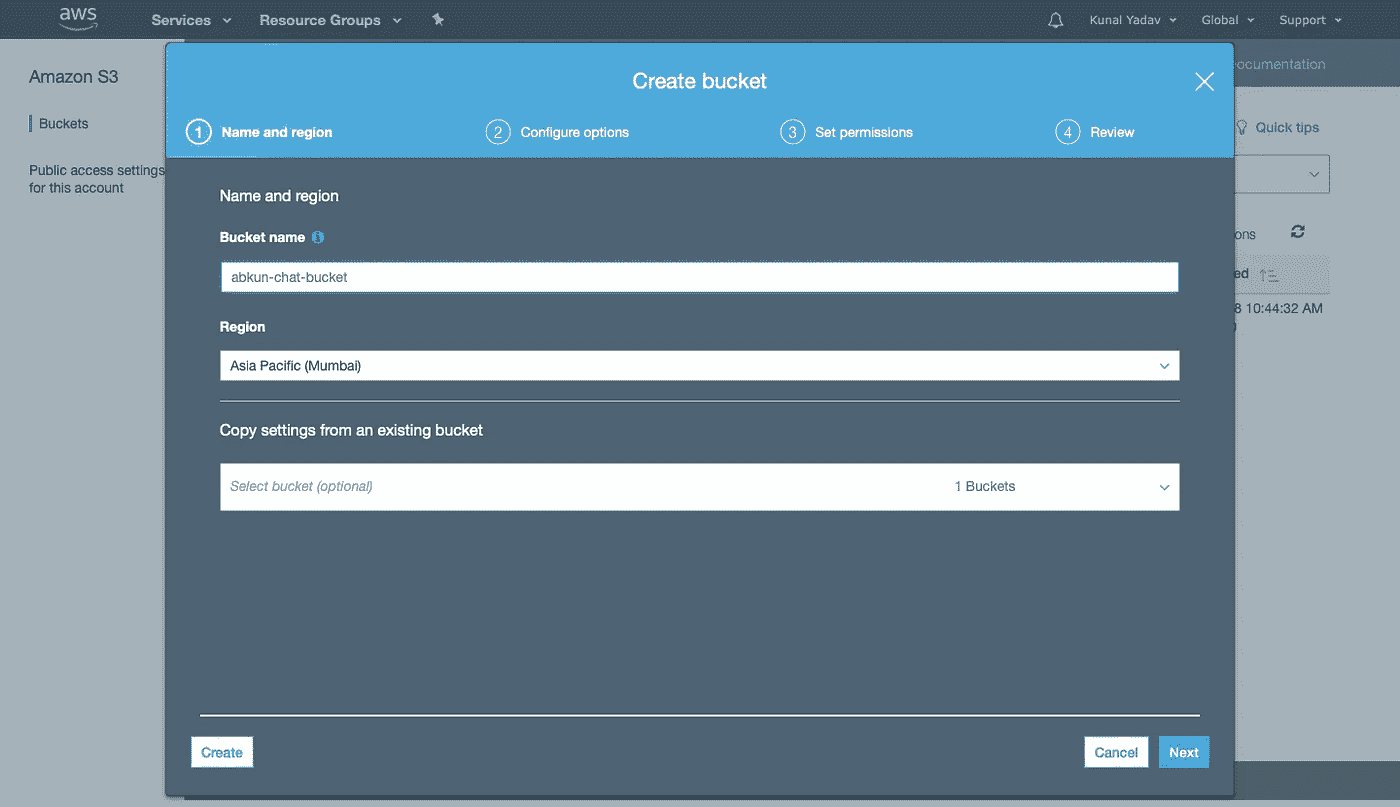 aws Services Resource Groups Kunal Yadav Global Support
Amazon S3
Buckets
Public access settings
for this account
Create bucket
1 Name and region 2 Configure options 3 Set permissions 4 Review
Name and region
Bucket name
abkun-chat-bucket
Region
Asia Pacific (Mumbai)
Copy settings from an existing bucket
Select bucket (optional) 1 Buckets
Create Cancel Next
ocumentation
Quick tips
ons
ed
8 10:44:32 AM